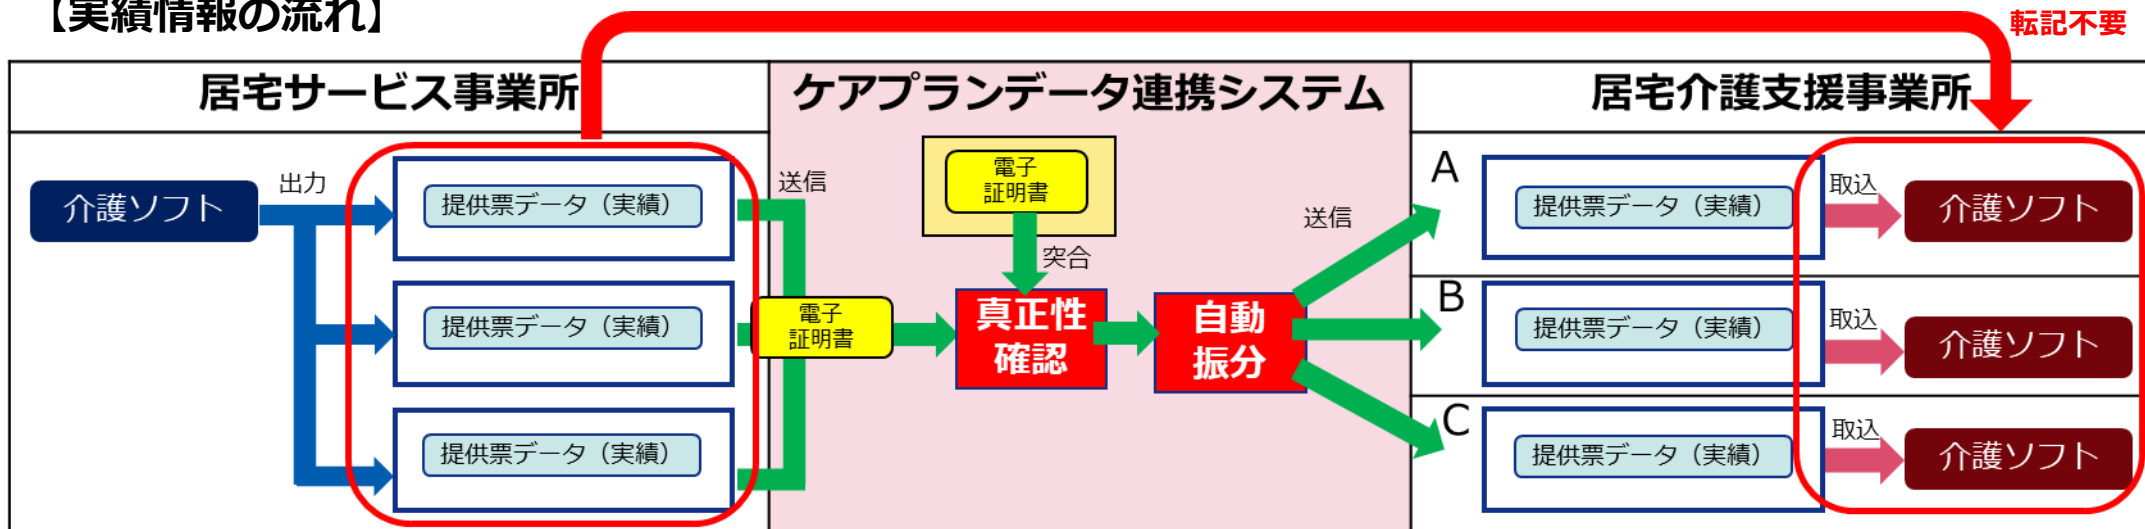 【実績情報の流れ】
転記不要
居宅サービス事業所
ケアプランデータ連携システム
居宅介護支援事業所
介護ソフト
出力
提供票データ（実績）
提供票データ（実績）
提供票データ（実績）
送信
電子
証明書
電子
証明書
突合
真正性
確認
自動
振分
送信
A
提供票データ（実績）
取込
介護ソフト
B
提供票データ（実績）
取込
介護ソフト
C
提供票データ（実績）
取込
介護ソフト